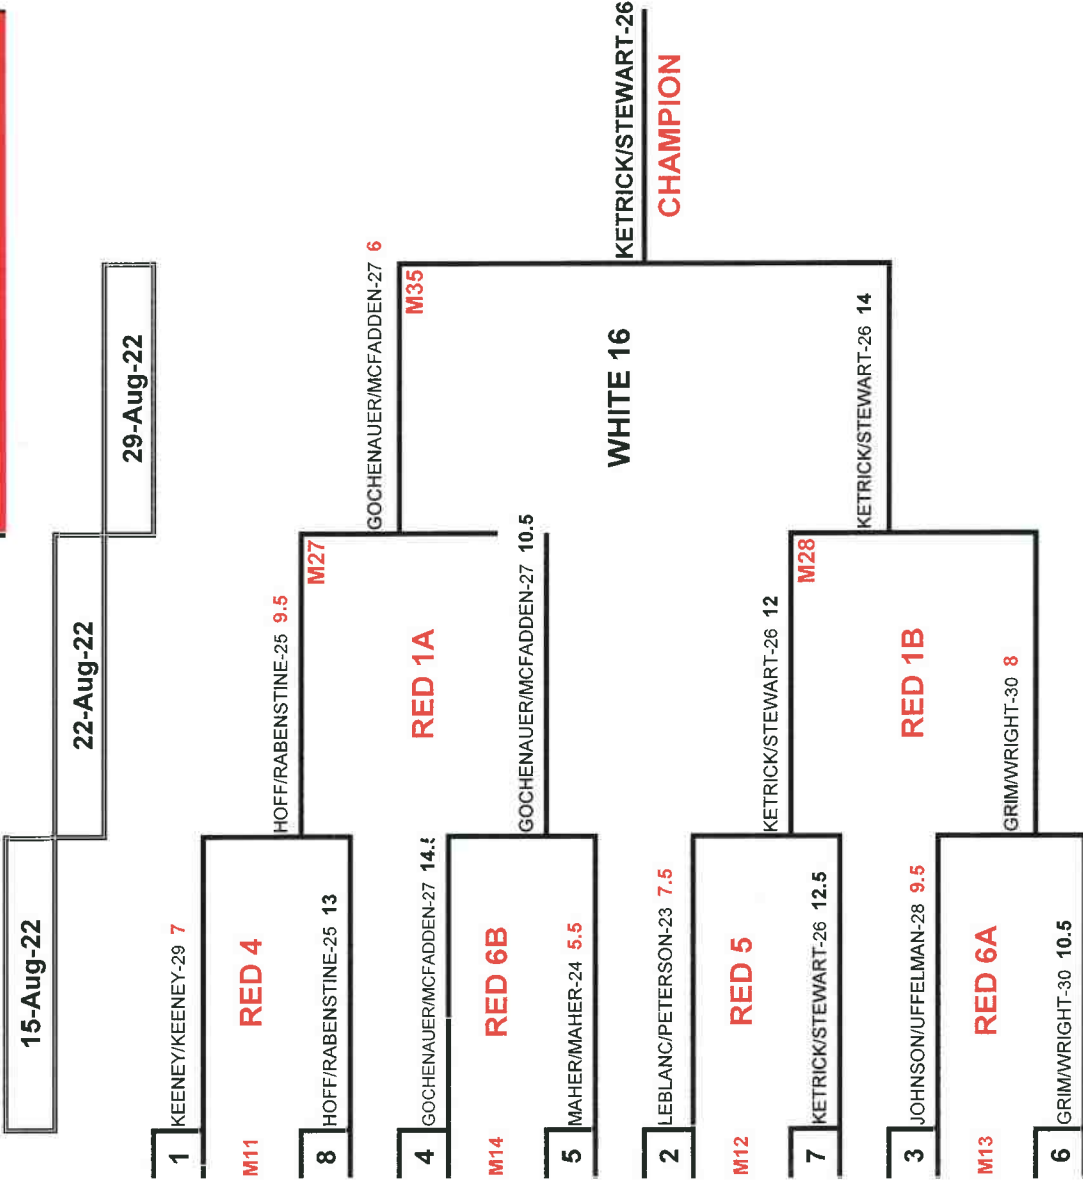 15-Aug-22
22-Aug-22
29-Aug-22
1
KEENEY/KEENEY-29 7
M11
RED 4
8
HOFF/RABENSTINE-25 13
HOFF/RABENSTINE-25 9.5
M27
RED 1A
4
GOCHENAUER/MCFADDEN-27 14.5
M14
RED 6B
5
MAHER/MAHER-24 5.5
GOCHENAUER/MCFADDEN-27 10.5
GOCHENAUER/MCFADDEN-27 6
M35
WHITE 16
KETRICK/STEWART-26
CHAMPION
2
LEBLANC/PETERSON-23 7.5
M12
RED 5
7
KETRICK/STEWART-26 12.5
KETRICK/STEWART-26 12
M28
RED 1B
KETRICK/STEWART-26 14
3
JOHNSON/UFFELMAN-28 9.5
M13
RED 6A
6
GRIM/WRIGHT-30 10.5
GRIM/WRIGHT-30 8